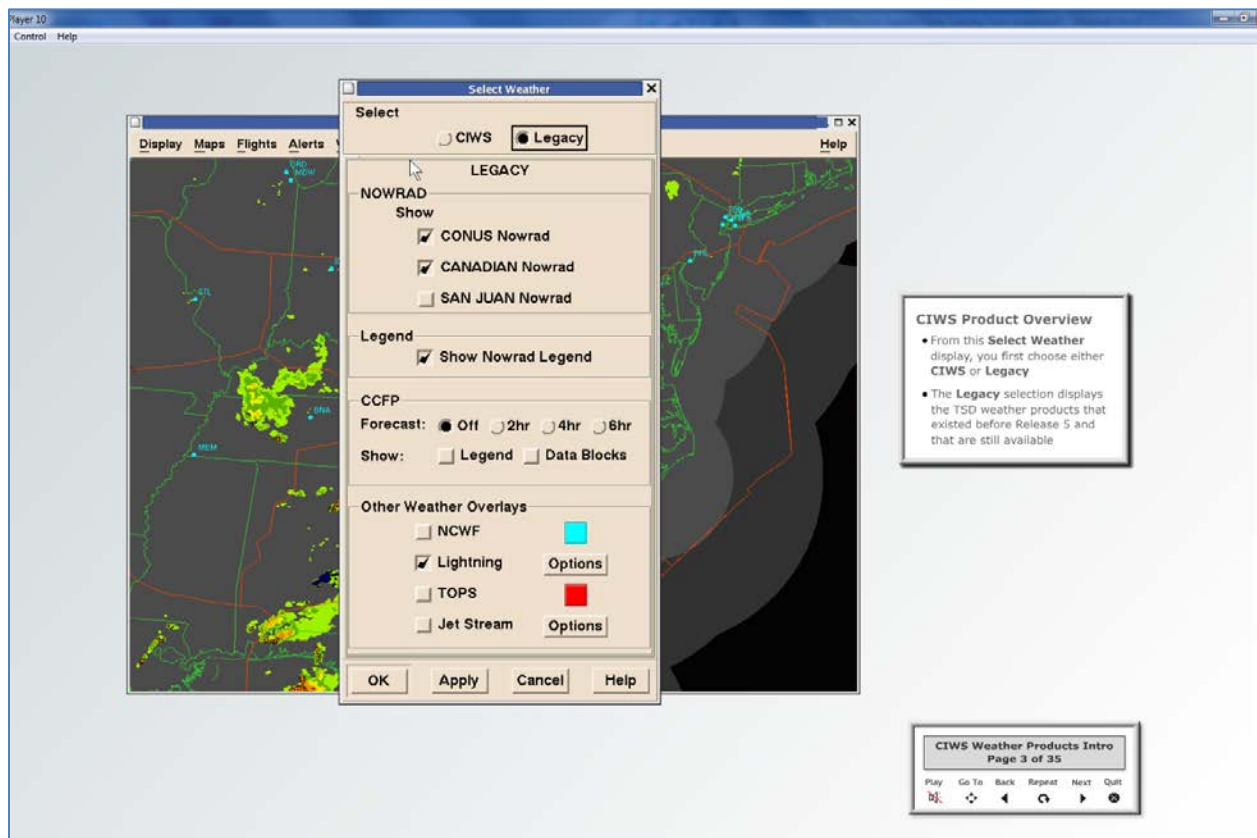 Player 10
Control Help
Select Weather
Select
CIWS Legacy
Display Maps Flights Alerts
Help
LEGACY
NOWRAD
Show
CONUS Nowrad
CANADIAN Nowrad
SAN JUAN Nowrad
Legend
Show Nowrad Legend
CCFP
Forecast: Off 2hr 4hr 6hr
Show: Legend Data Blocks
Other Weather Overlays
NCWF
Lightning Options
TOPS
Jet Stream Options
OK Apply Cancel Help
ORD
MDW
STL
BNA
MEM
CIWS Product Overview
• From this Select Weather
display, you first choose either
CIWS or Legacy
• The Legacy selection displays
the TSD weather products that
existed before Release 5 and
that are still available
CIWS Weather Products Intro
Page 3 of 35
Play Go To Back Repeat Next Quit